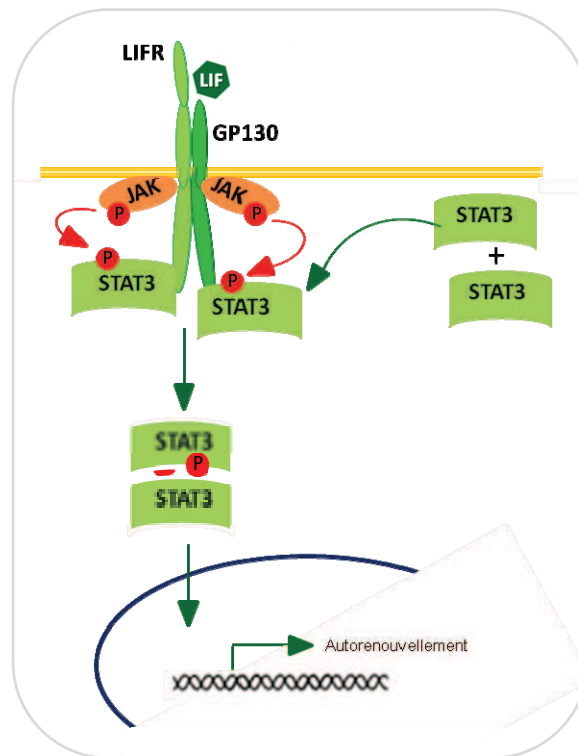 LIFR
LIF
GP130
JAK
JAK
P
P
STAT3
+
STAT3
P
STAT3
P
STAT3
STAT3
P
STAT3
Autorenouvellement